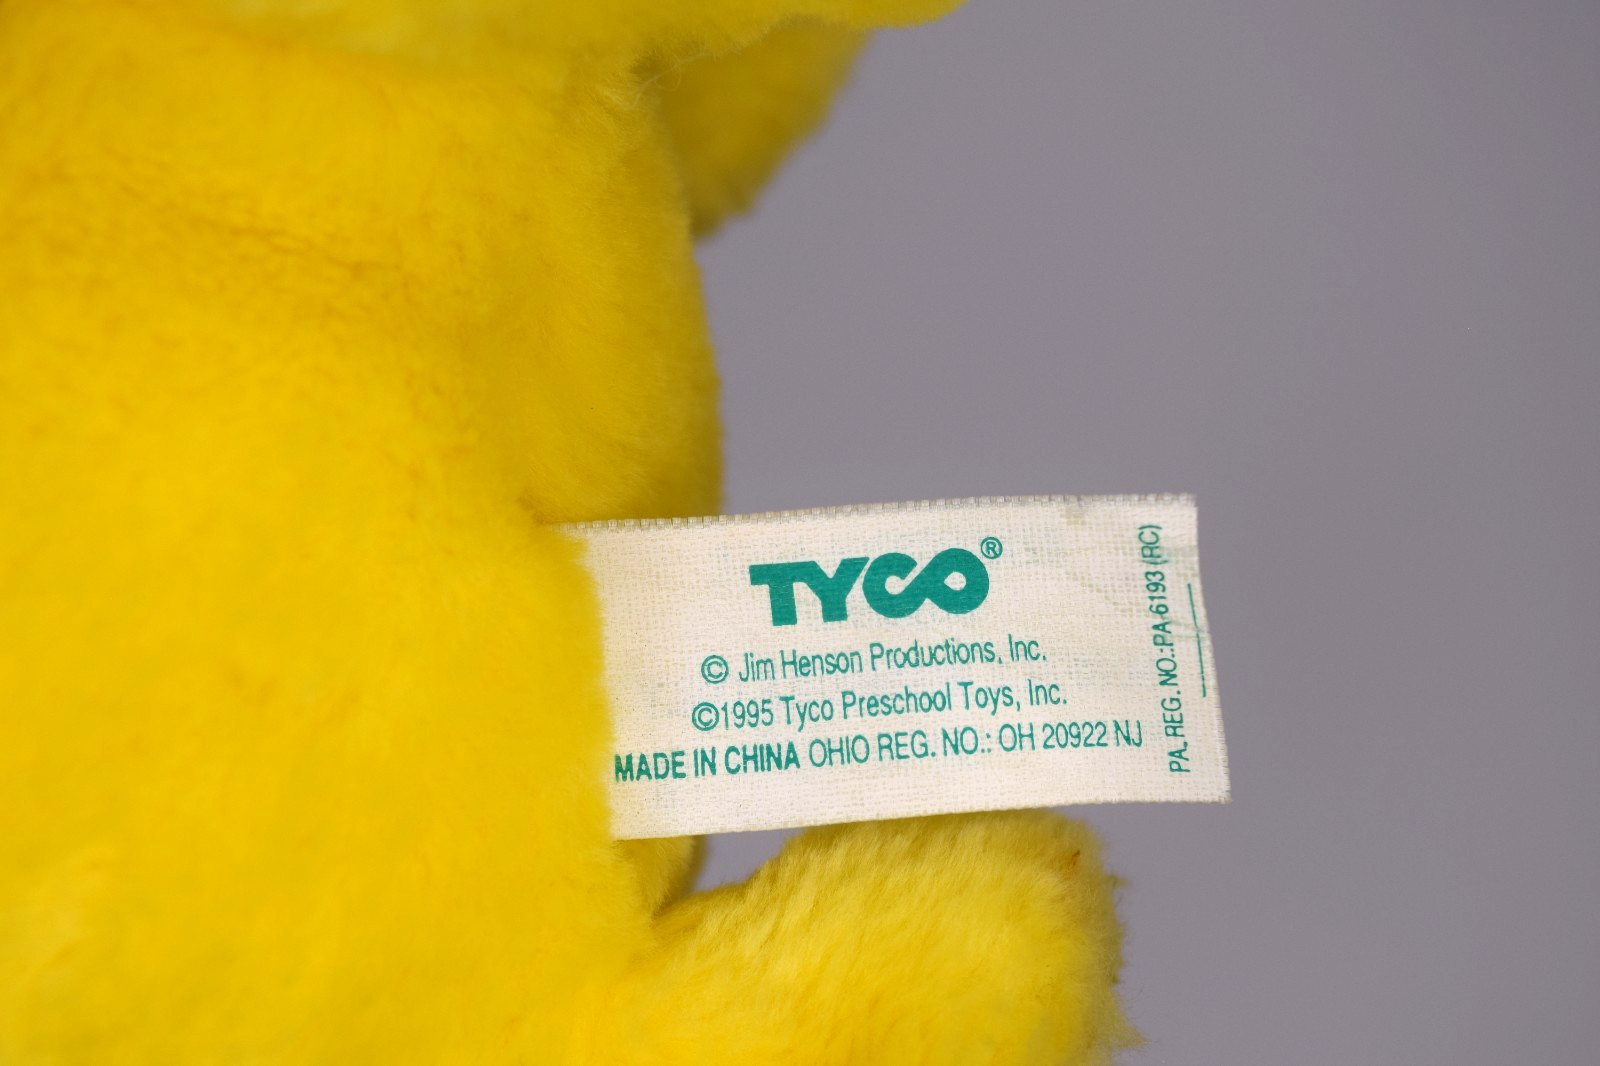 TYCO®
© Jim Henson Productions, Inc.
©1995 Tyco Preschool Toys, Inc.
MADE IN CHINA OHIO REG. NO.: OH 20922 NJ
PA. REG. NO.:PA-6193 (RC)